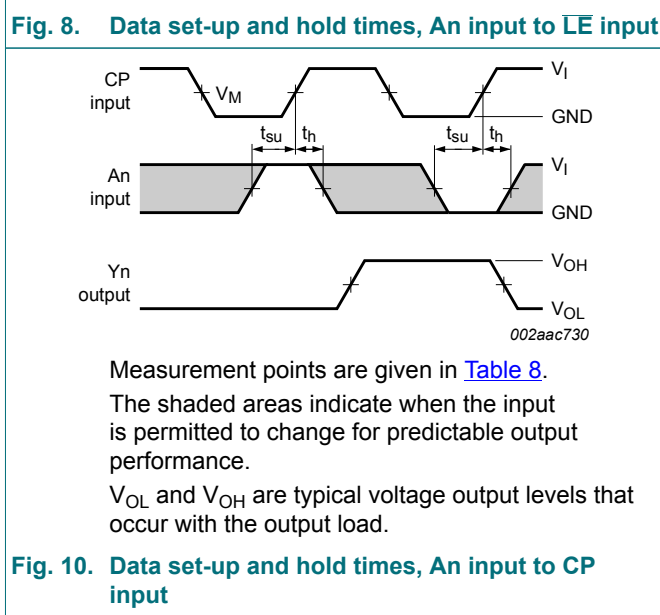 Fig. 8. Data set-up and hold times, An input to LE input
CP
input
VM
VI
GND
tsu
th
tsu
th
An
input
VI
GND
Yn
output
VOH
VOL
002aac730
Measurement points are given in Table 8.
The shaded areas indicate when the input
is permitted to change for predictable output
performance.
VOL and VOH are typical voltage output levels that
occur with the output load.
Fig. 10. Data set-up and hold times, An input to CP
input